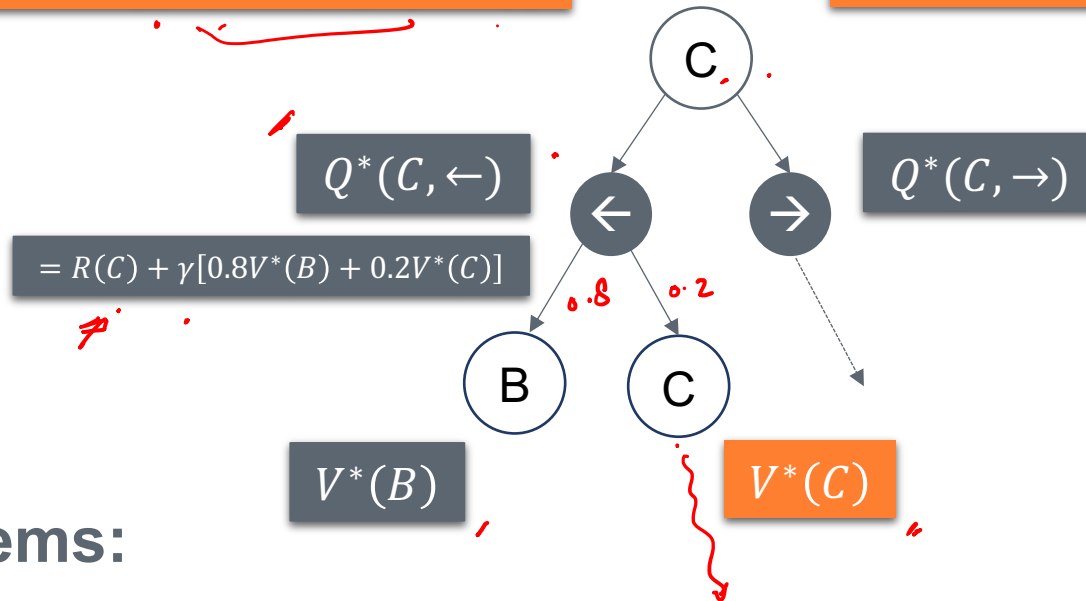 C
Q*(C, ←)
Q*(C, →)
←
→
= R(C) + γ[0.8V*(B) + 0.2V*(C)]
0.8
0.2
B
C
V*(B)
V*(C)
ems: